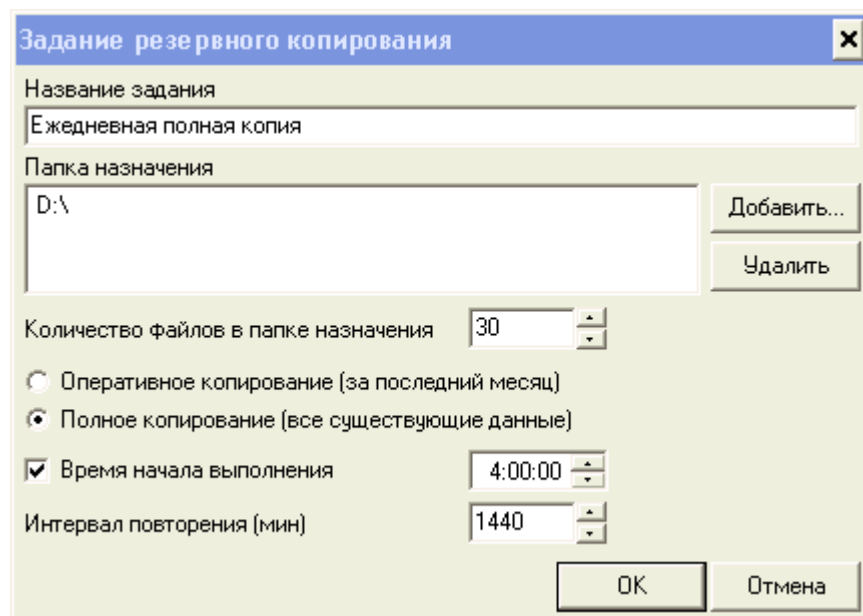 Задание резервного копирования
Название задания
Ежедневная полная копия
Папка назначения
D:\
Добавить...
Удалить
Количество файлов в папке назначения 30
Оперативное копирование (за последний месяц)
Полное копирование (все существующие данные)
Время начала выполнения 4:00:00
Интервал повторения (мин) 1440
OK Отмена